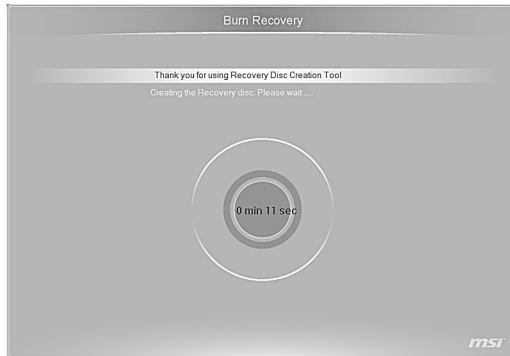 Burn Recovery
Thank you for using Recovery Disc Creation Tool
Creating the Recovery disc. Please wait ....
0 min 11 sec
msi